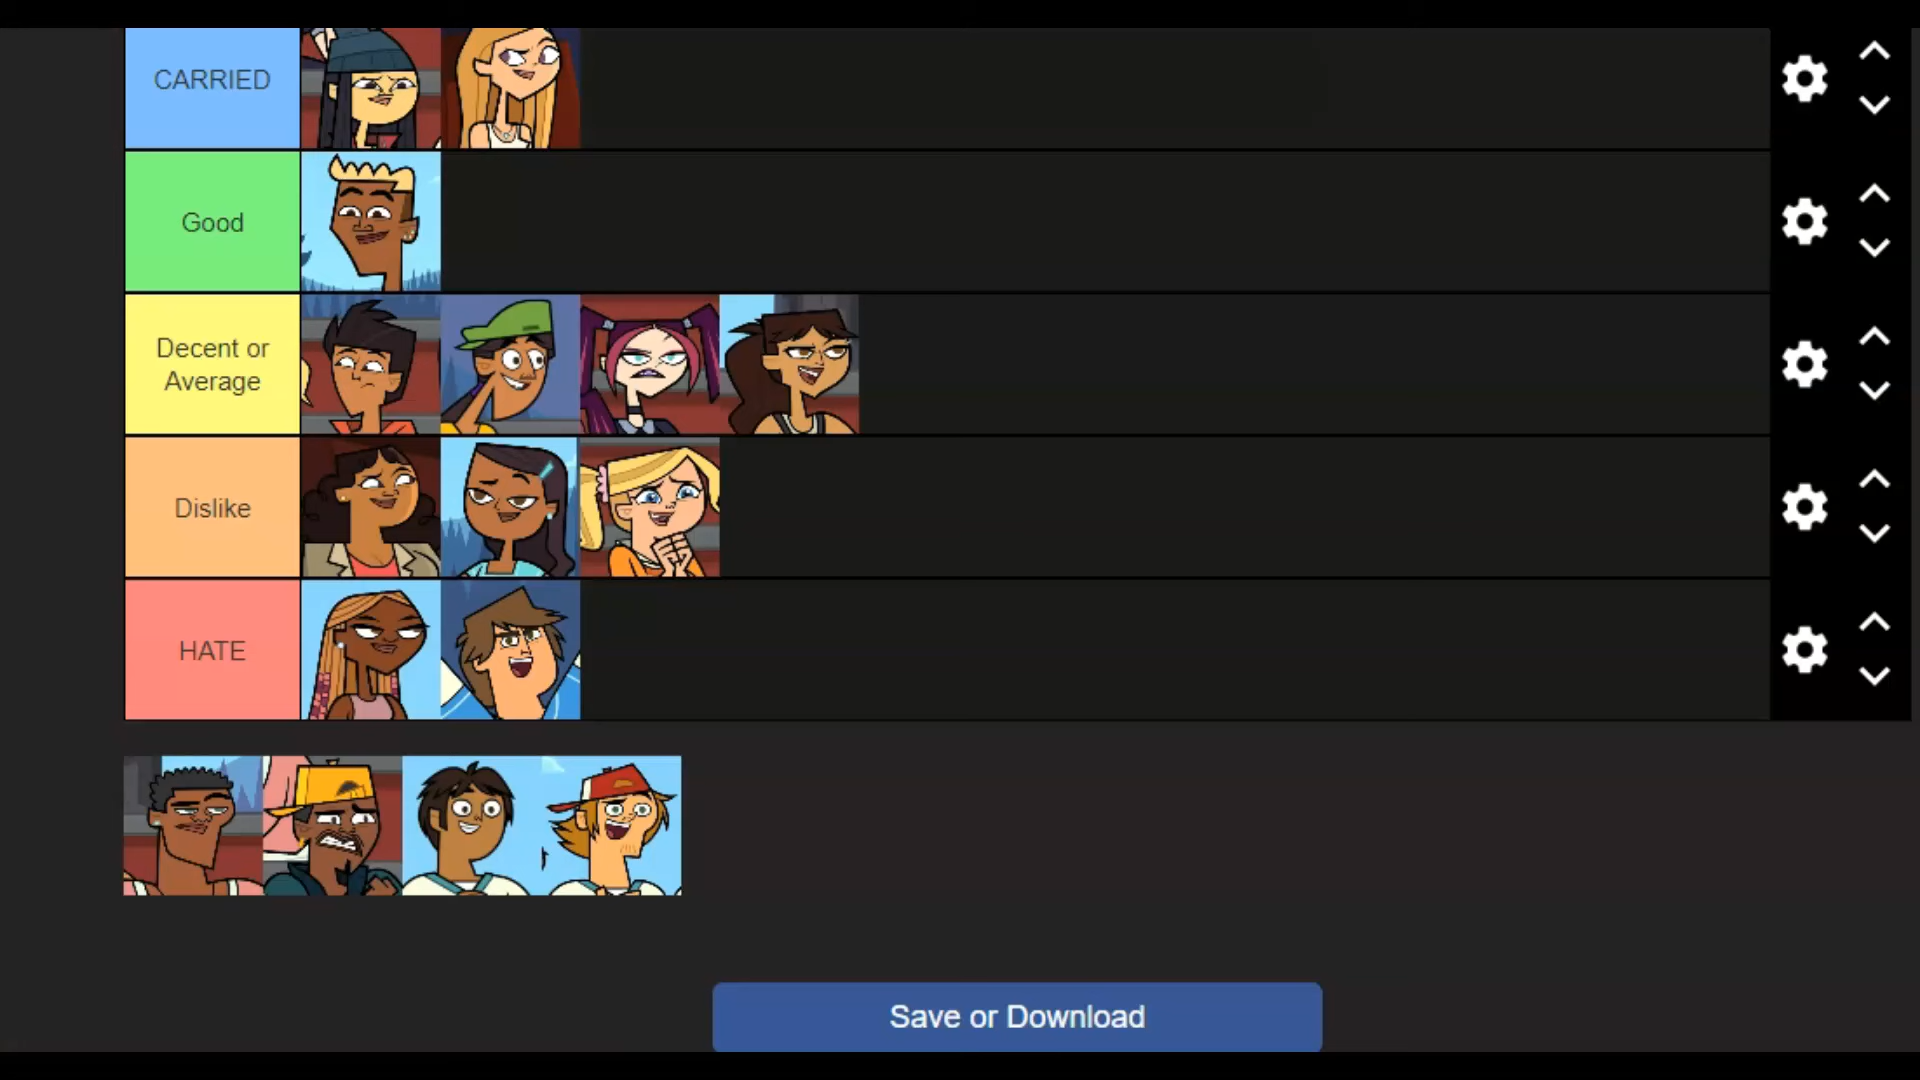 CARRIED
Good
Decent or
Average
Dislike
HATE
Save or Download